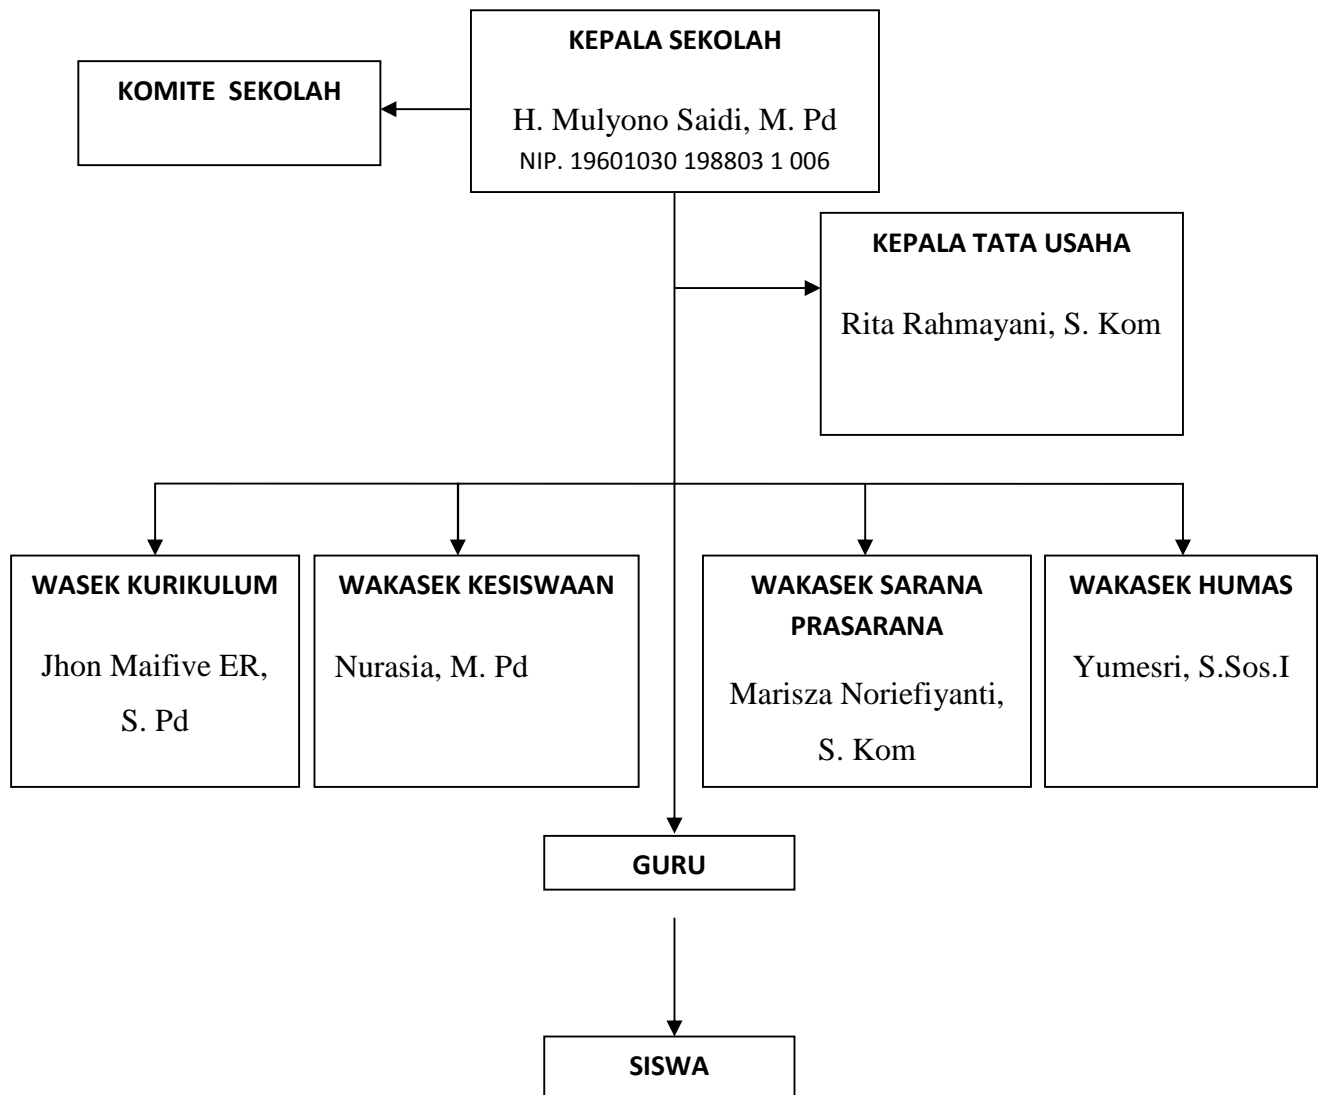 KEPALA SEKOLAH
H. Mulyono Saidi, M. Pd
NIP. 19601030 198803 1 006
KOMITE  SEKOLAH
KEPALA TATA USAHA
Rita Rahmayani, S. Kom
WASEK KURIKULUM
Jhon Maifive ER,
S. Pd
WAKASEK KESISWAAN
Nurasia, M. Pd
WAKASEK SARANA
PRASARANA
Marisza Noriefiyanti,
S. Kom
WAKASEK HUMAS
Yumesri, S.Sos.I
GURU
SISWA